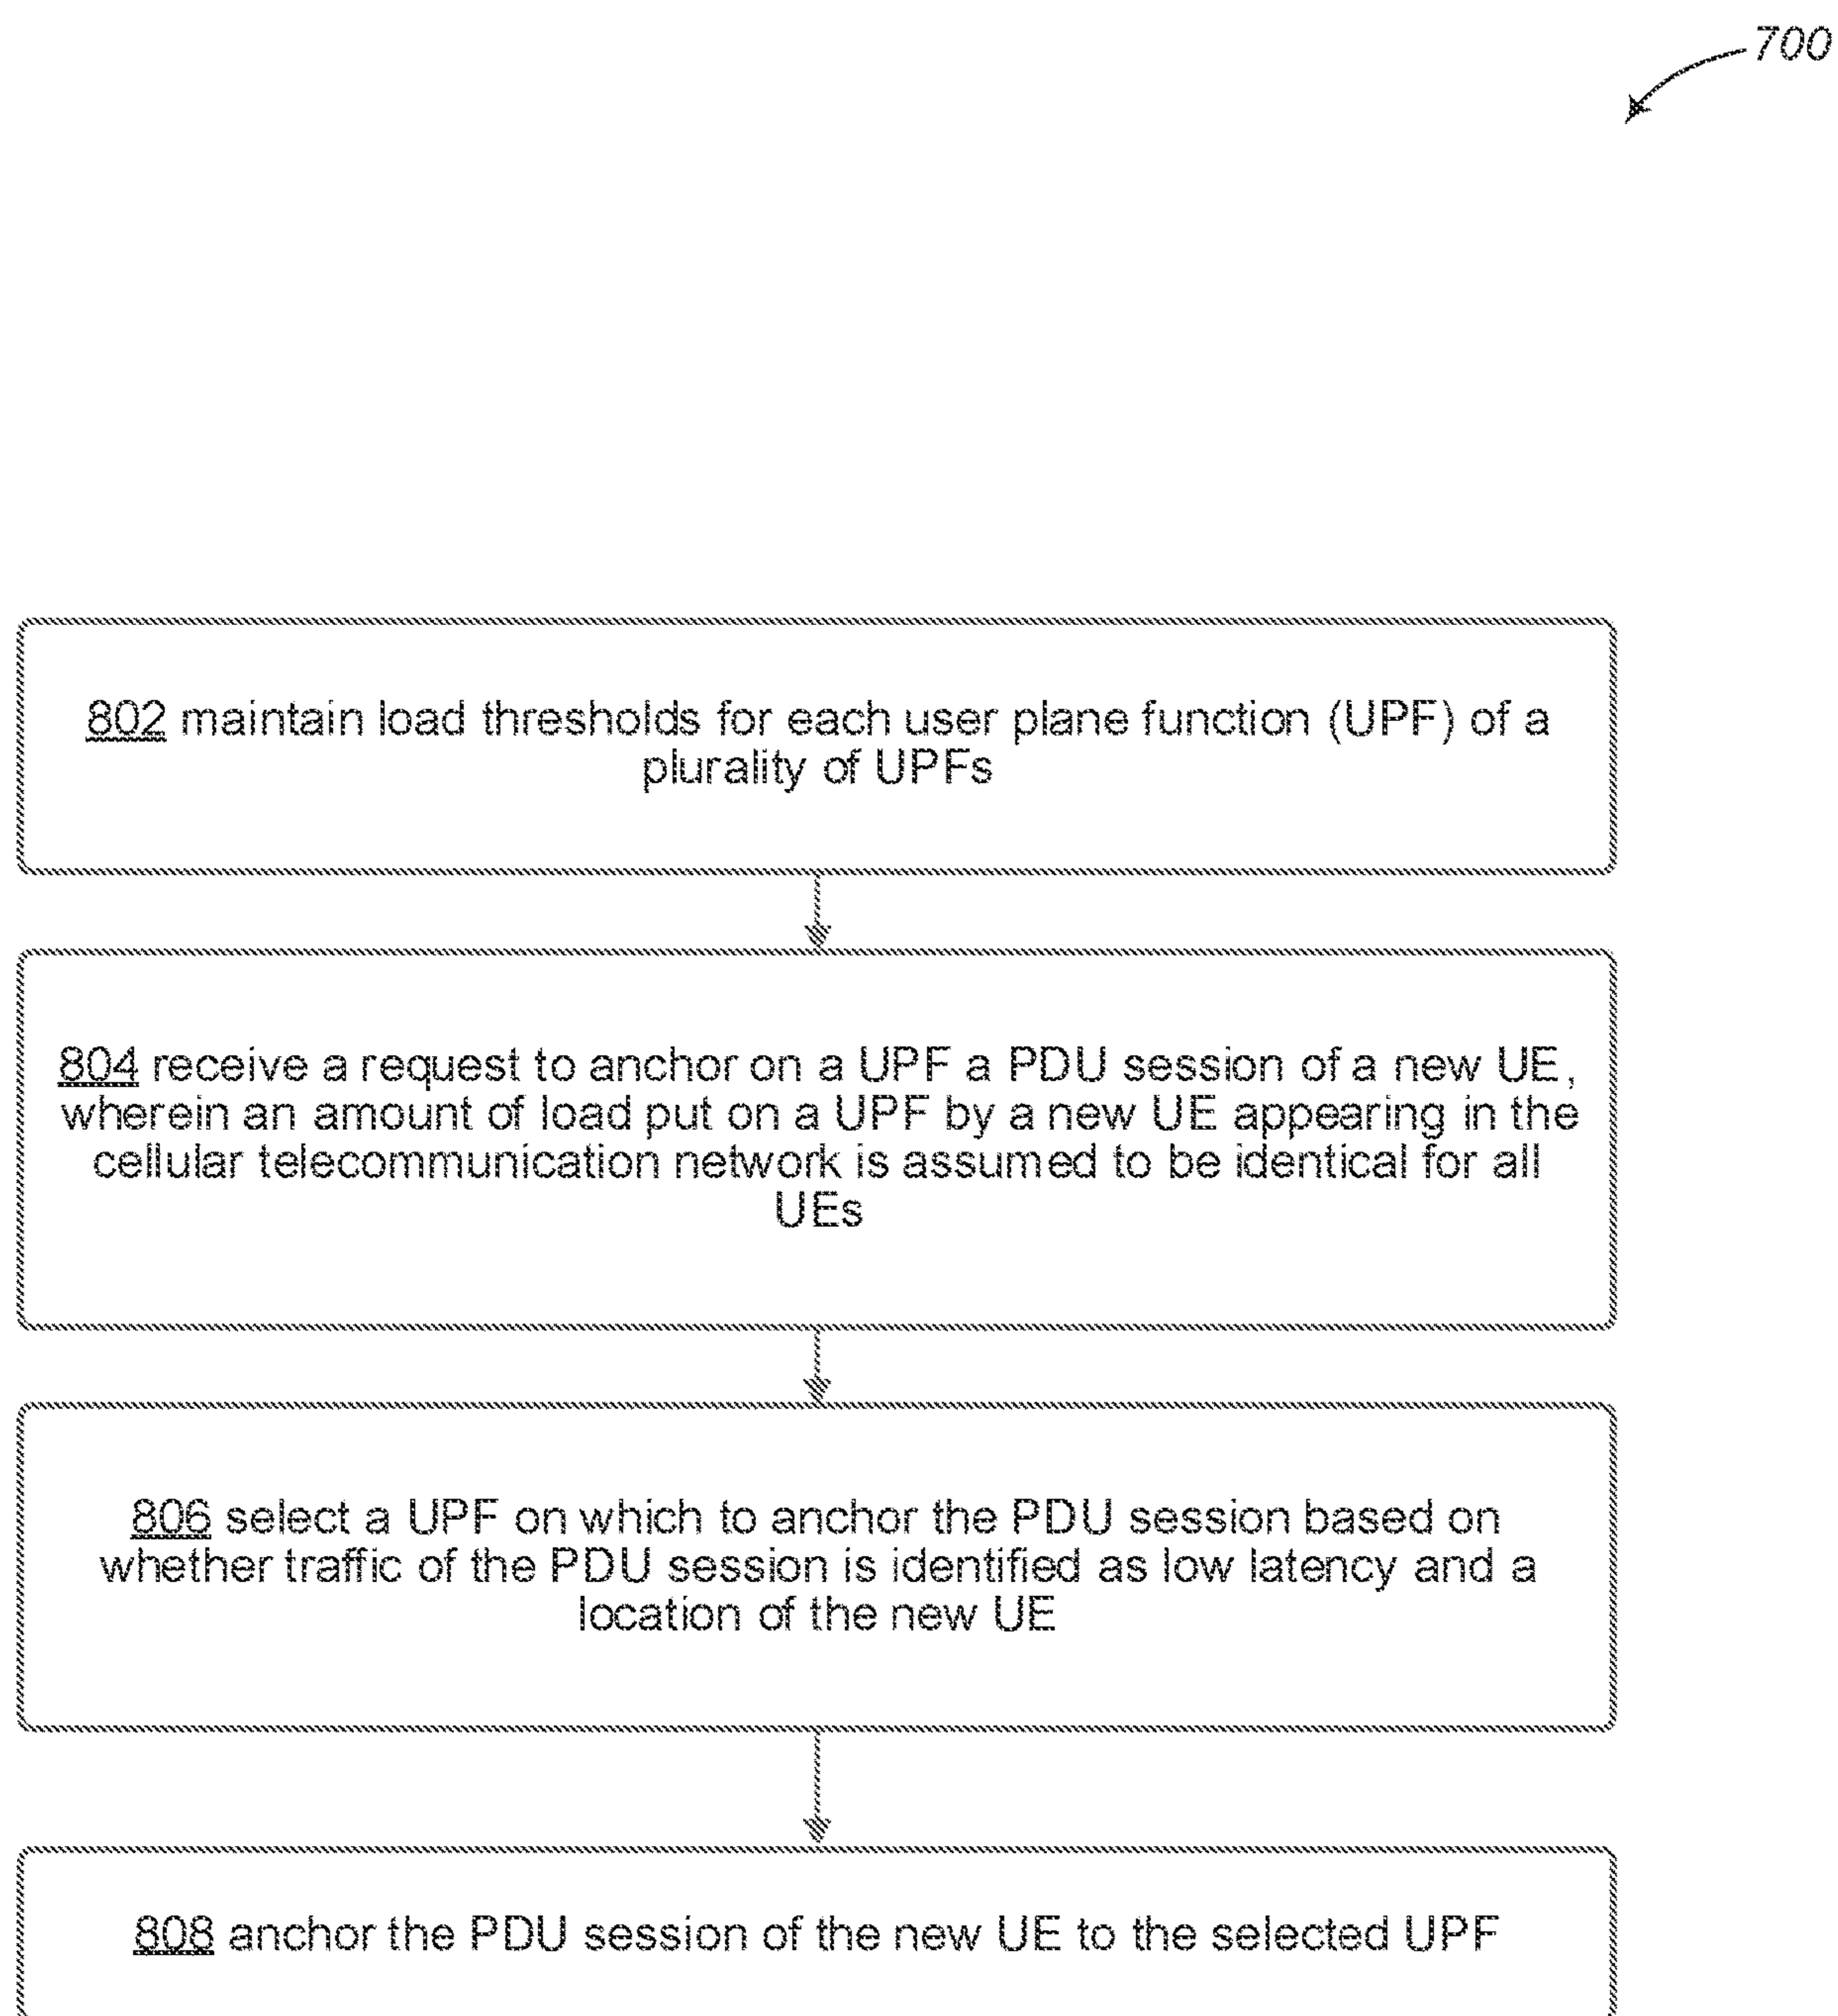 700
802 maintain load thresholds for each user plane function (UPF) of a
plurality of UPFs
804 receive a request to anchor on a UPF a PDU session of a new UE,
wherein an amount of load put on a UPF by a new UE appearing in the
cellular telecommunication network is assumed to be identical for all
UEs
806 select a UPF on which to anchor the PDU session based on
whether traffic of the PDU session is identified as low latency and a
location of the new UE
808 anchor the PDU session of the new UE to the selected UPF